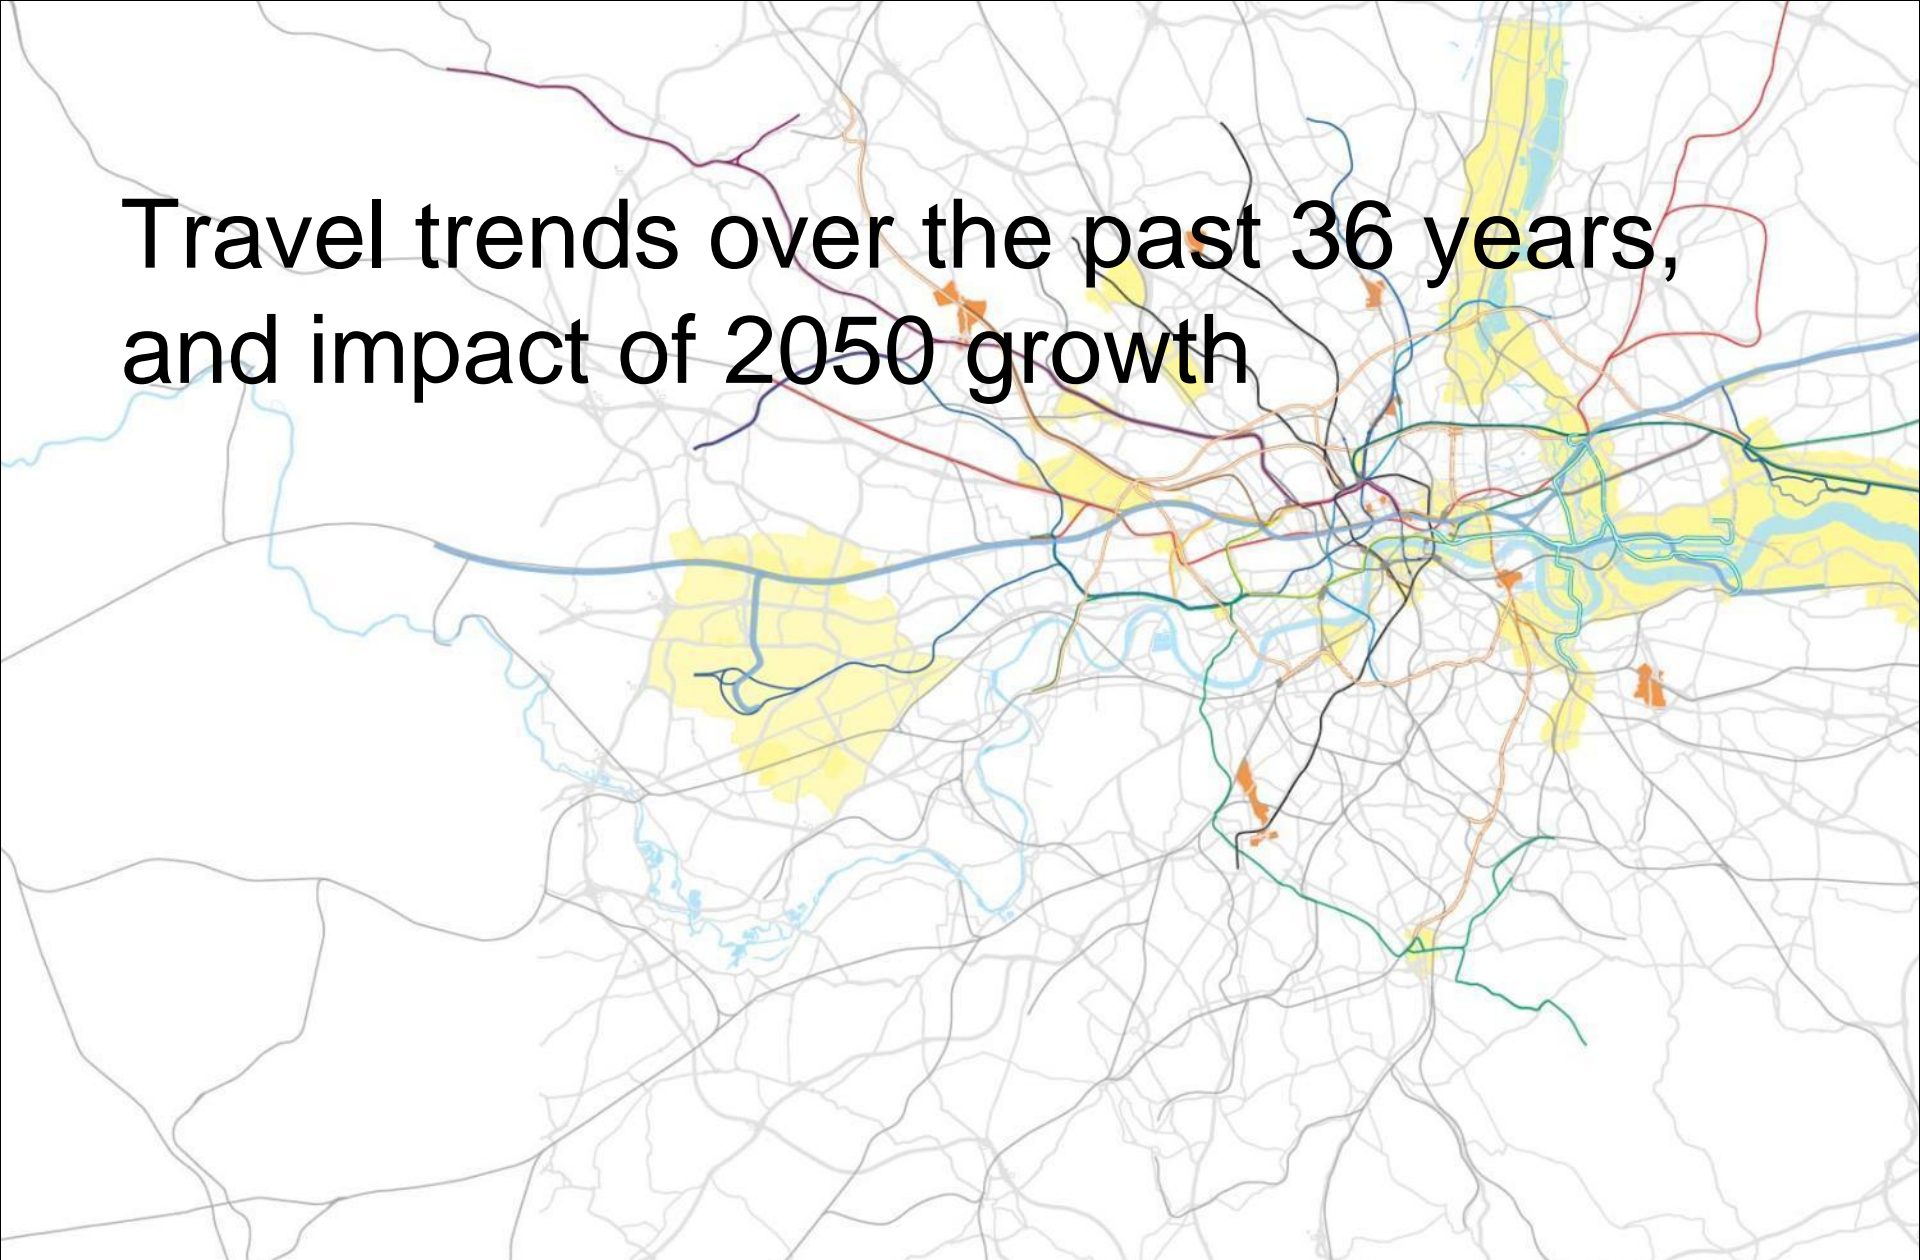 Travel trends over the past 36 years,
and impact of 2050 growth